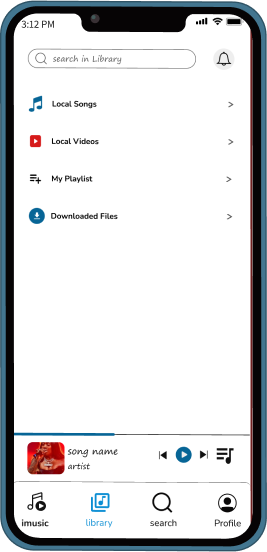 3:12 PM
search in Library
Local Songs >
Local Videos >
My Playlist >
Downloaded Files >
song name
artist
imusic library search Profile